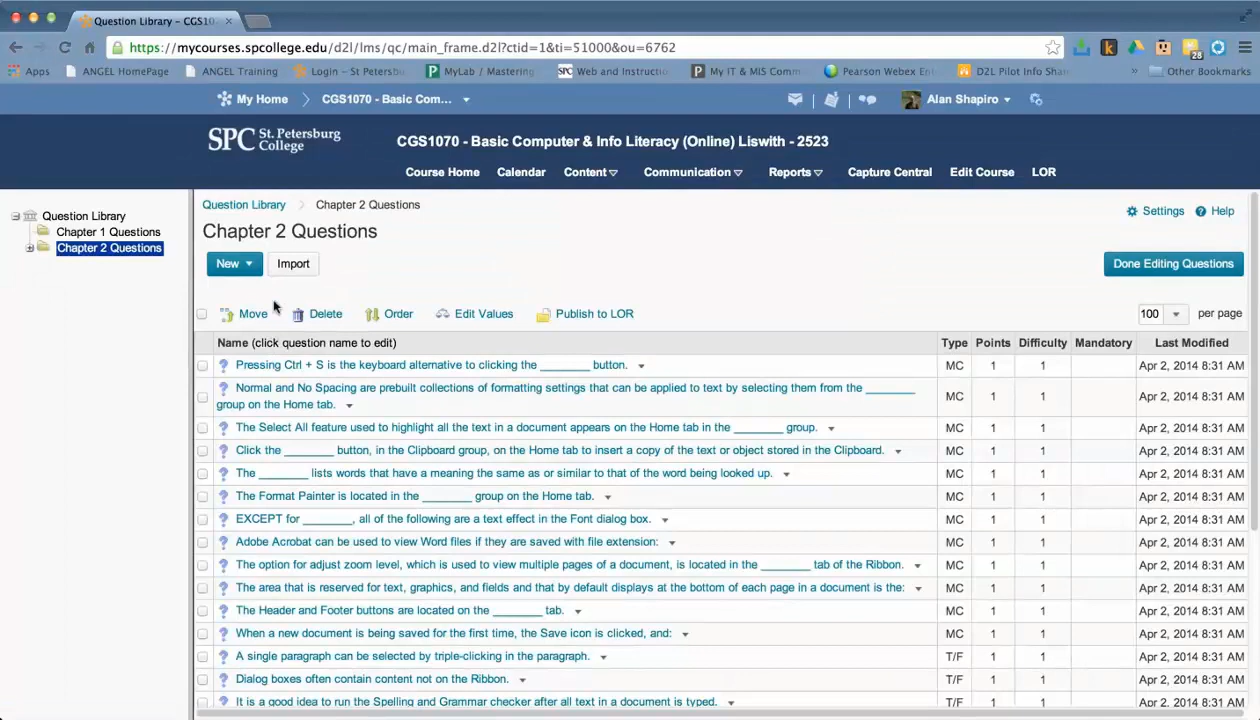 Question Library – CGS10
https://mycourses.spcollege.edu/d2l/lms/qc/main_frame.d2l?ctid=1&ti=51000&ou=6762
28
Apps ANGEL HomePage ANGEL Training Login – St Petersb MyLab / Mastering SPC Web and Instructio My IT & MIS Comm Pearson Webex En D2L Pilot Info Shar » Other Bookmarks
My Home CGS1070 - Basic Com... Alan Shapiro
SPC St. Petersburg College
CGS1070 - Basic Computer & Info Literacy (Online) Liswith - 2523
Course Home Calendar Content Communication Reports Capture Central Edit Course LOR
Question Library
Chapter 1 Questions
Chapter 2 Questions
Question Library Chapter 2 Questions
Settings Help
Chapter 2 Questions
New Import Done Editing Questions
Move Delete Order Edit Values Publish to LOR 100 per page
Name (click question name to edit) Type Points Difficulty Mandatory Last Modified
Pressing Ctrl + S is the keyboard alternative to clicking the ________ button. MC 1 1 Apr 2, 2014 8:31 AM
Normal and No Spacing are prebuilt collections of formatting settings that can be applied to text by selecting them from the ________
group on the Home tab. MC 1 1 Apr 2, 2014 8:31 AM
The Select All feature used to highlight all the text in a document appears on the Home tab in the ________ group. MC 1 1 Apr 2, 2014 8:31 AM
Click the ________ button, in the Clipboard group, on the Home tab to insert a copy of the text or object stored in the Clipboard. MC 1 1 Apr 2, 2014 8:31 AM
The ________ lists words that have a meaning the same as or similar to that of the word being looked up. MC 1 1 Apr 2, 2014 8:31 AM
The Format Painter is located in the ________ group on the Home tab. MC 1 1 Apr 2, 2014 8:31 AM
EXCEPT for ________, all of the following are a text effect in the Font dialog box. MC 1 1 Apr 2, 2014 8:31 AM
Adobe Acrobat can be used to view Word files if they are saved with file extension: MC 1 1 Apr 2, 2014 8:31 AM
The option for adjust zoom level, which is used to view multiple pages of a document, is located in the ________ tab of the Ribbon. MC 1 1 Apr 2, 2014 8:31 AM
The area that is reserved for text, graphics, and fields and that by default displays at the bottom of each page in a document is the: MC 1 1 Apr 2, 2014 8:31 AM
The Header and Footer buttons are located on the ________ tab. MC 1 1 Apr 2, 2014 8:31 AM
When a new document is being saved for the first time, the Save icon is clicked, and: MC 1 1 Apr 2, 2014 8:31 AM
A single paragraph can be selected by triple-clicking in the paragraph. T/F 1 1 Apr 2, 2014 8:31 AM
Dialog boxes often contain content not on the Ribbon. T/F 1 1 Apr 2, 2014 8:31 AM
It is a good idea to run the Spelling and Grammar checker after all text in a document is typed. T/F 1 1 Apr 2, 2014 8:31 AM